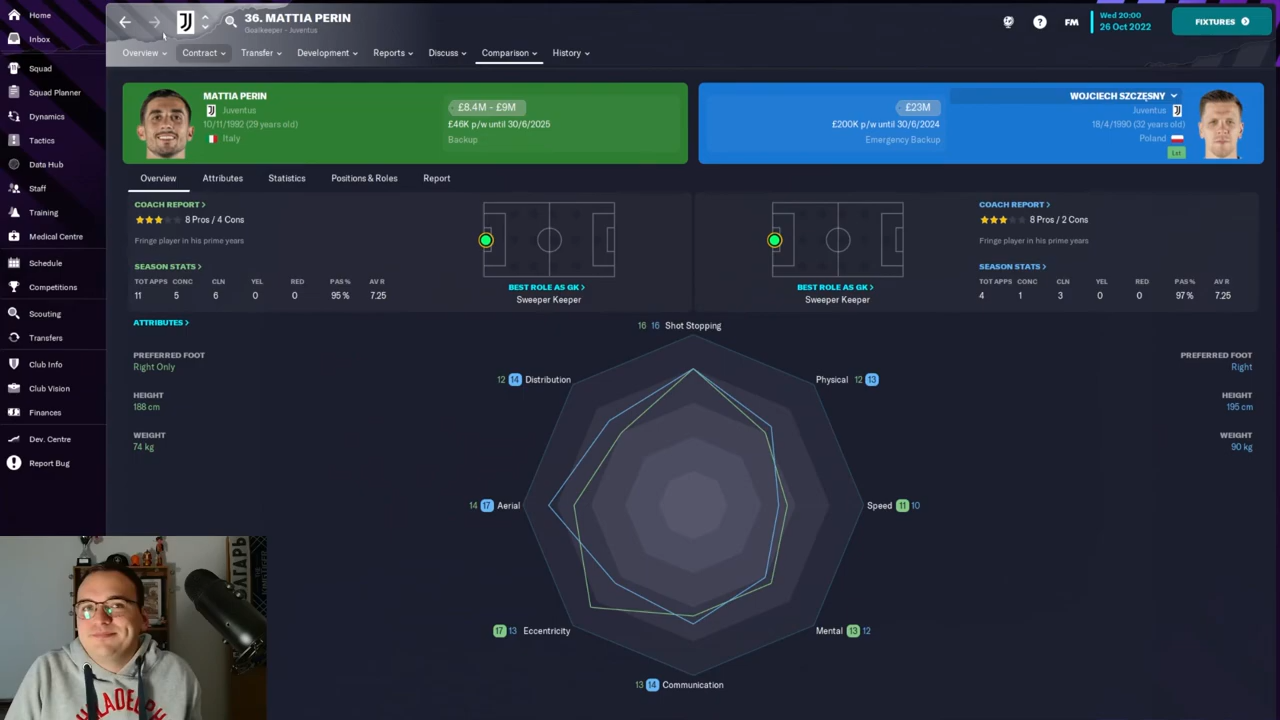 Home
Inbox
Squad
Squad Planner
Dynamics
Tactics
Data Hub
Staff
Training
Medical Centre
Schedule
Competitions
Scouting
Transfers
Club Info
Club Vision
Finances
Dev. Centre
Report Bug
36. MATTIA PERIN
Goalkeeper - Juventus
FM
Wed 20:00
26 Oct 2022
FIXTURES
Overview Contract Transfer Development Reports Discuss Comparison History
MATTIA PERIN
Juventus
10/11/1992 (29 years old)
Italy
£8.4M - £9M
£46K p/w until 30/6/2025
Backup
£23M
£200K p/w until 30/6/2024
Emergency Backup
WOJCIECH SZCZĘSNY
Juventus
18/4/1990 (32 years old)
Poland
Lst
Overview Attributes Statistics Positions & Roles Report
COACH REPORT >
8 Pros / 4 Cons
Fringe player in his prime years
SEASON STATS >
TOT APPS CONC CLN YEL RED PAS % AV R
11 5 6 0 0 95 % 7.25
BEST ROLE AS GK >
Sweeper Keeper
BEST ROLE AS GK >
Sweeper Keeper
COACH REPORT >
8 Pros / 2 Cons
Fringe player in his prime years
SEASON STATS >
TOT APPS CONC CLN YEL RED PAS % AV R
4 1 3 0 0 97 % 7.25
ATTRIBUTES >
PREFERRED FOOT
Right Only
HEIGHT
188 cm
WEIGHT
74 kg
16 16 Shot Stopping
12 14 Distribution
Physical 12 13
14 17 Aerial
Speed 11 10
17 13 Eccentricity
Mental 13 12
13 14 Communication
PREFERRED FOOT
Right
HEIGHT
195 cm
WEIGHT
90 kg
PHILADELPH